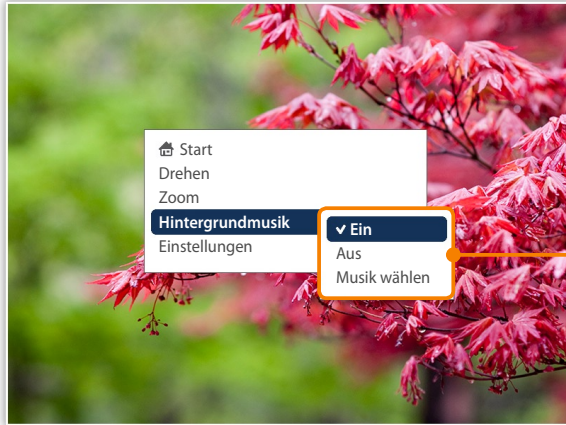 Start
Drehen
Zoom
Hintergrundmusik
Einstellungen
Ein
Aus
Musik wählen